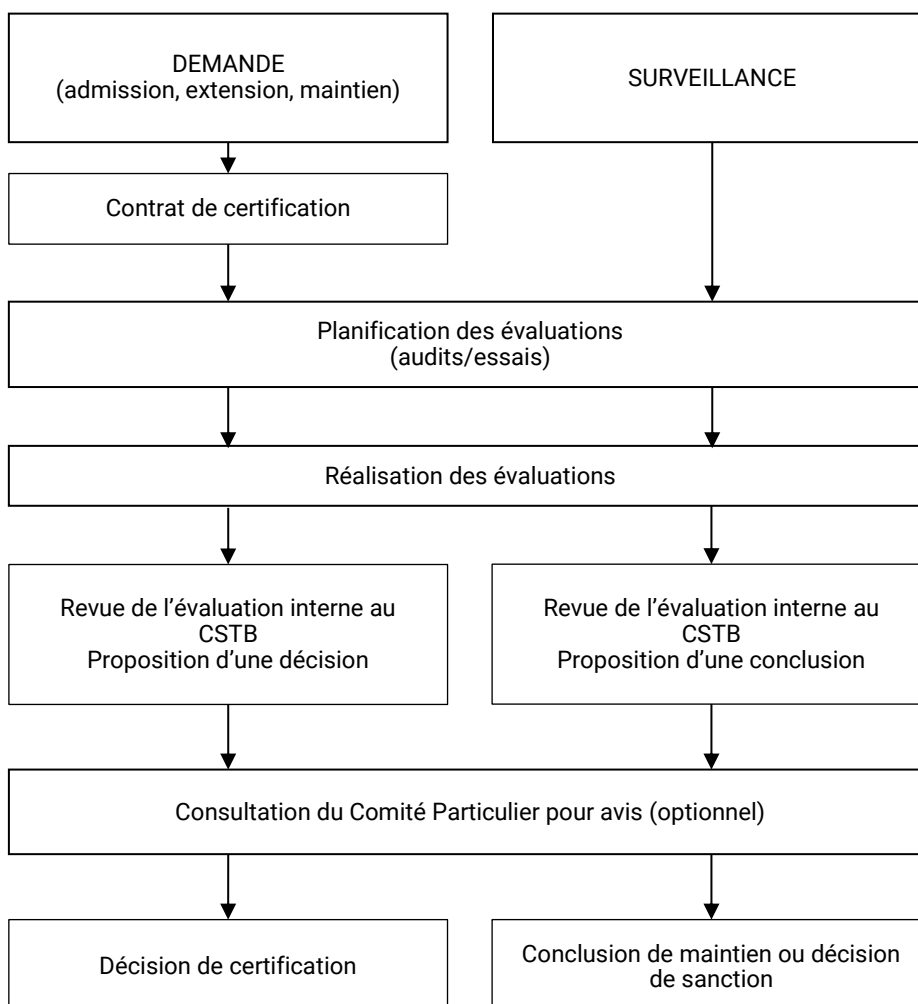 DEMANDE
(admission, extension, maintien)
SURVEILLANCE
Contrat de certification
Planification des évaluations
(audits/essais)
Réalisation des évaluations
Revue de l’évaluation interne au
CSTB
Proposition d’une décision
Revue de l’évaluation interne au
CSTB
Proposition d’une conclusion
Consultation du Comité Particulier pour avis (optionnel)
Décision de certification
Conclusion de maintien ou décision
de sanction